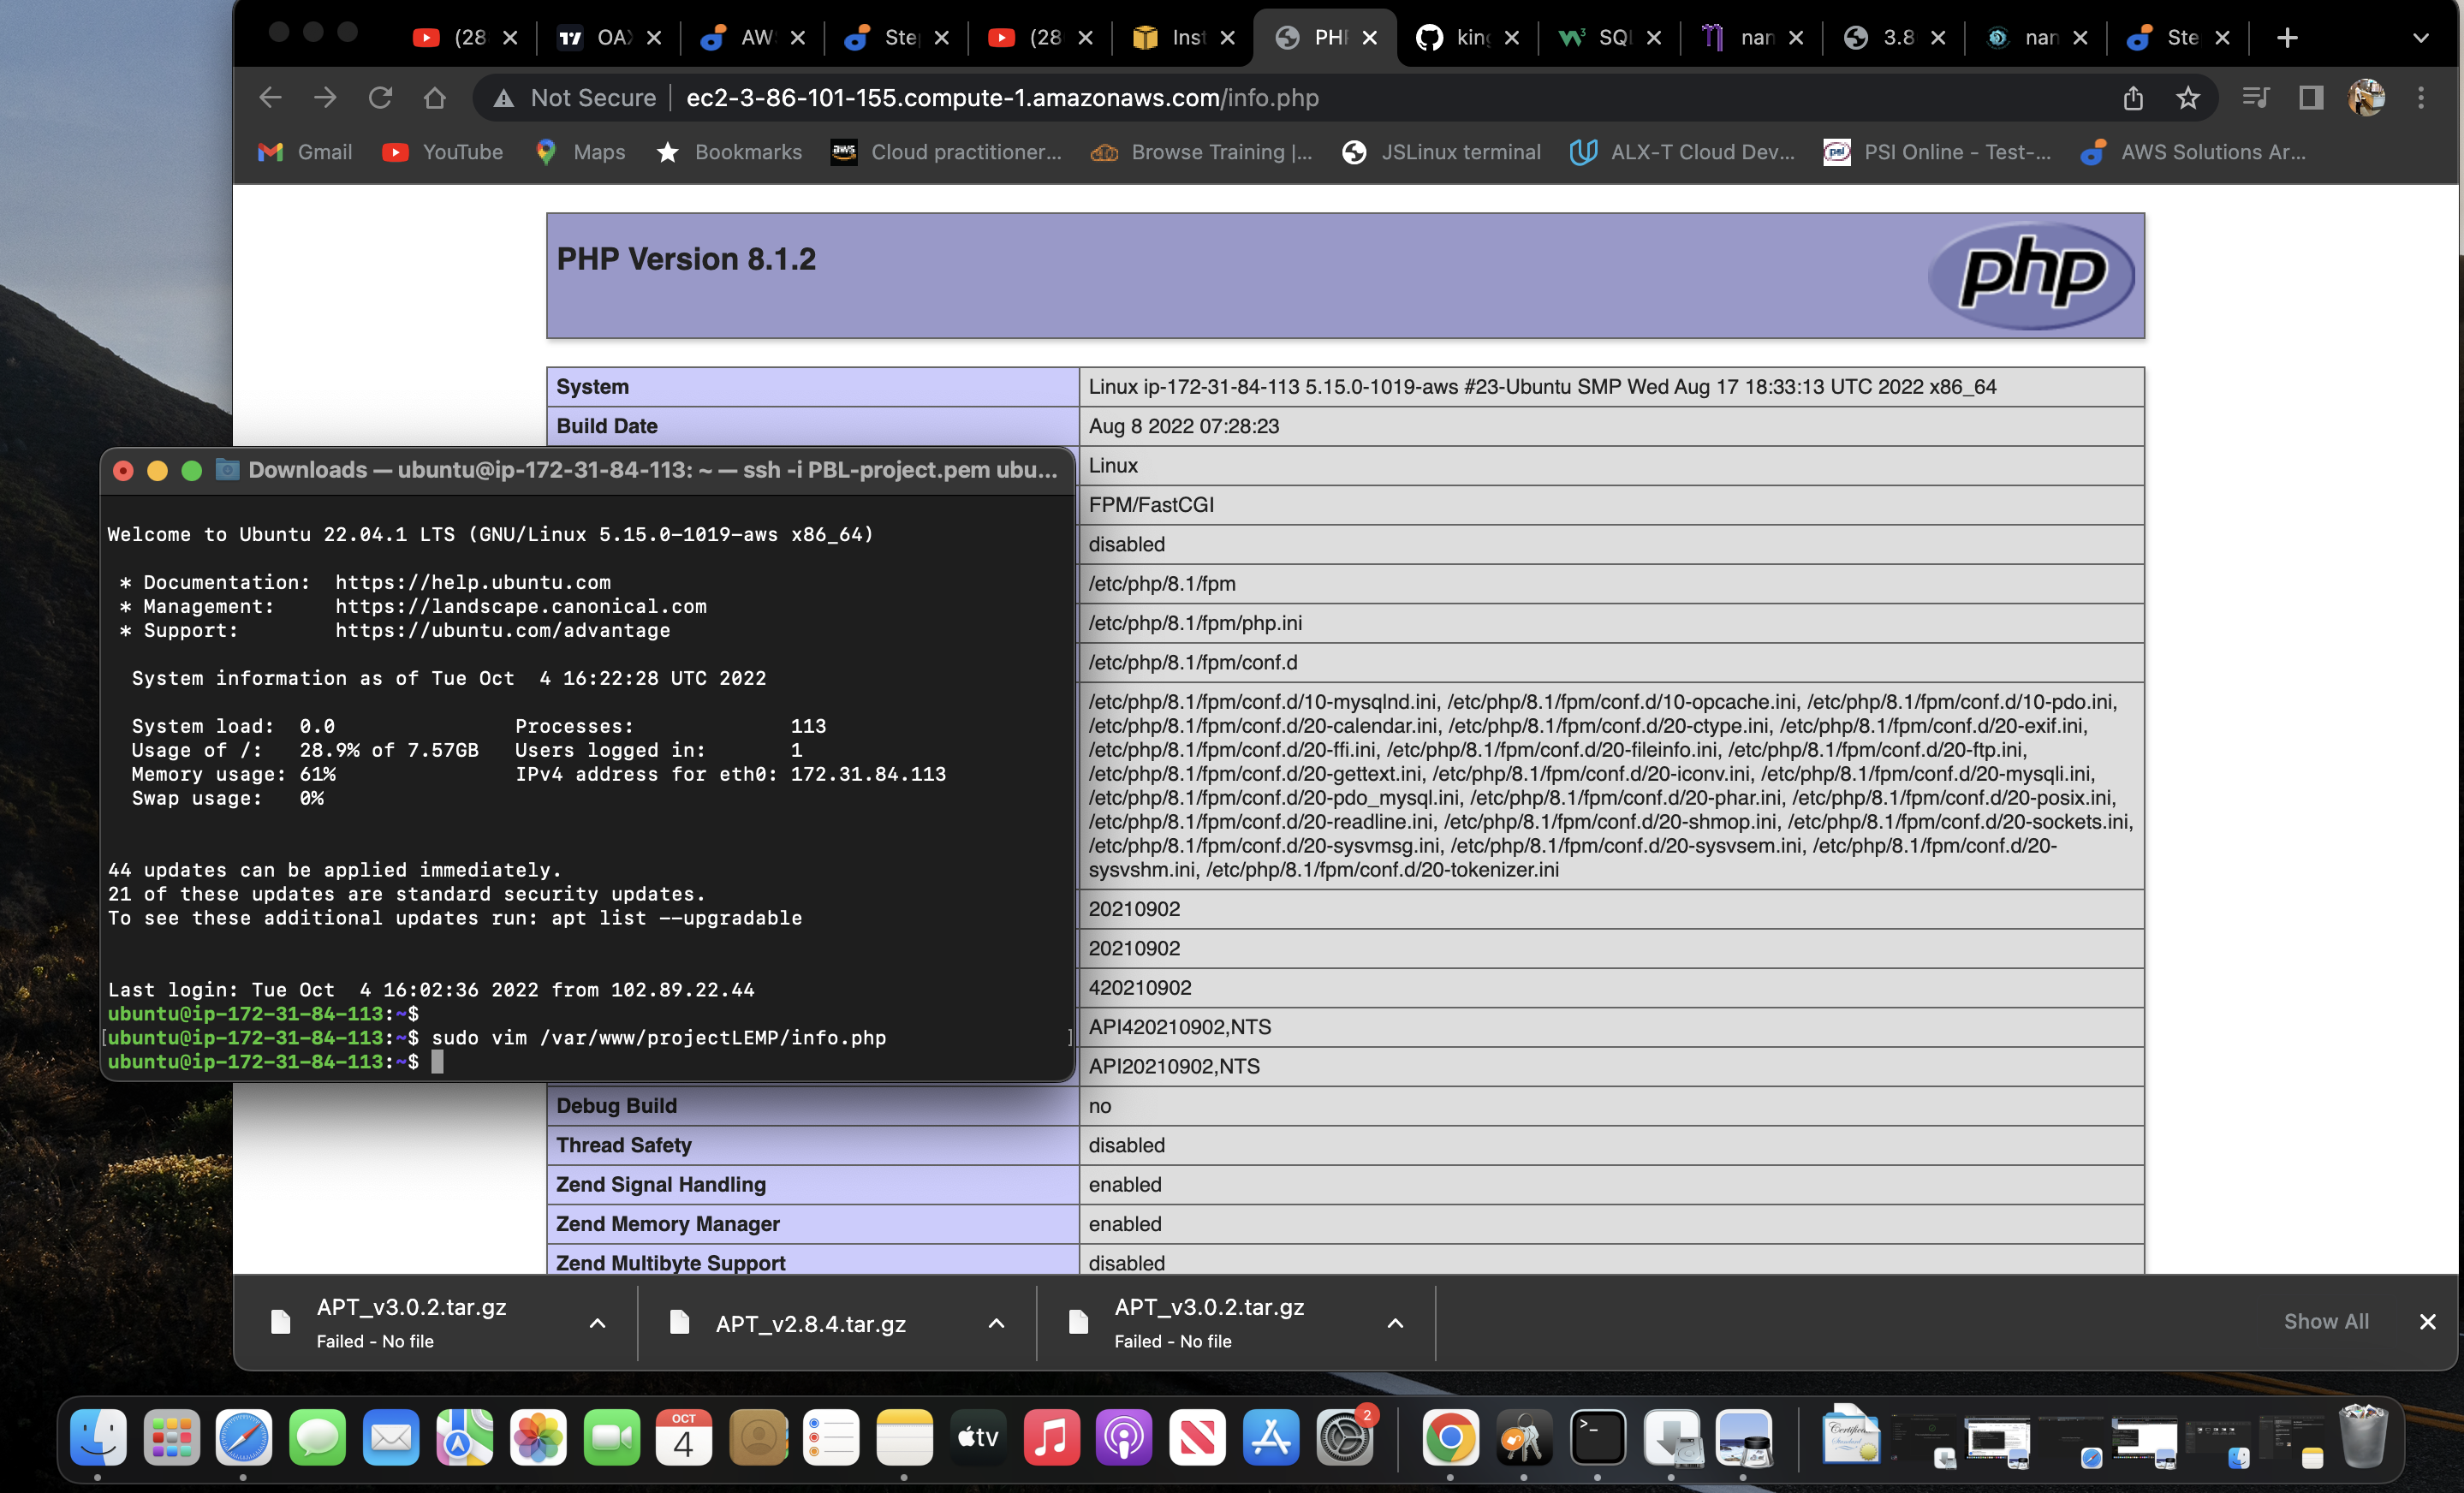 (28
OAX
AW
Ste
(28
Inst
PHP
king
SQL
nan
3.8
nan
Ste
Not Secure
ec2-3-86-101-155.compute-1.amazonaws.com/info.php
Gmail
YouTube
Maps
Bookmarks
aws
Cloud practitioner...
Browse Training |...
JSLinux terminal
ALX-T Cloud Dev...
psi
PSI Online - Test-...
AWS Solutions Ar...
PHP Version 8.1.2
php
System
Linux ip-172-31-84-113 5.15.0-1019-aws #23-Ubuntu SMP Wed Aug 17 18:33:13 UTC 2022 x86_64
Build Date
Aug 8 2022 07:28:23
Linux
FPM/FastCGI
disabled
/etc/php/8.1/fpm
/etc/php/8.1/fpm/php.ini
/etc/php/8.1/fpm/conf.d
/etc/php/8.1/fpm/conf.d/10-mysqlnd.ini, /etc/php/8.1/fpm/conf.d/10-opcache.ini, /etc/php/8.1/fpm/conf.d/10-pdo.ini,
/etc/php/8.1/fpm/conf.d/20-calendar.ini, /etc/php/8.1/fpm/conf.d/20-ctype.ini, /etc/php/8.1/fpm/conf.d/20-exif.ini,
/etc/php/8.1/fpm/conf.d/20-ffi.ini, /etc/php/8.1/fpm/conf.d/20-fileinfo.ini, /etc/php/8.1/fpm/conf.d/20-ftp.ini,
/etc/php/8.1/fpm/conf.d/20-gettext.ini, /etc/php/8.1/fpm/conf.d/20-iconv.ini, /etc/php/8.1/fpm/conf.d/20-mysqli.ini,
/etc/php/8.1/fpm/conf.d/20-pdo_mysql.ini, /etc/php/8.1/fpm/conf.d/20-phar.ini, /etc/php/8.1/fpm/conf.d/20-posix.ini,
/etc/php/8.1/fpm/conf.d/20-readline.ini, /etc/php/8.1/fpm/conf.d/20-shmop.ini, /etc/php/8.1/fpm/conf.d/20-sockets.ini,
/etc/php/8.1/fpm/conf.d/20-sysvmsg.ini, /etc/php/8.1/fpm/conf.d/20-sysvsem.ini, /etc/php/8.1/fpm/conf.d/20-
sysvshm.ini, /etc/php/8.1/fpm/conf.d/20-tokenizer.ini
20210902
20210902
420210902
API420210902,NTS
API20210902,NTS
Debug Build
no
Thread Safety
disabled
Zend Signal Handling
enabled
Zend Memory Manager
enabled
Zend Multibyte Support
disabled
Downloads — ubuntu@ip-172-31-84-113: ~ — ssh -i PBL-project.pem ubu...
Welcome to Ubuntu 22.04.1 LTS (GNU/Linux 5.15.0-1019-aws x86_64)
* Documentation:  https://help.ubuntu.com
* Management:     https://landscape.canonical.com
* Support:        https://ubuntu.com/advantage
System information as of Tue Oct  4 16:22:28 UTC 2022
System load:  0.0               Processes:             113
Usage of /:   28.9% of 7.57GB   Users logged in:       1
Memory usage: 61%               IPv4 address for eth0: 172.31.84.113
Swap usage:   0%
44 updates can be applied immediately.
21 of these updates are standard security updates.
To see these additional updates run: apt list --upgradable
Last login: Tue Oct  4 16:02:36 2022 from 102.89.22.44
ubuntu@ip-172-31-84-113:~$
[ubuntu@ip-172-31-84-113:~$ sudo vim /var/www/projectLEMP/info.php ]
ubuntu@ip-172-31-84-113:~$
APT_v3.0.2.tar.gz
Failed - No file
APT_v2.8.4.tar.gz
APT_v3.0.2.tar.gz
Failed - No file
Show All
OCT
4
tv
2
>_